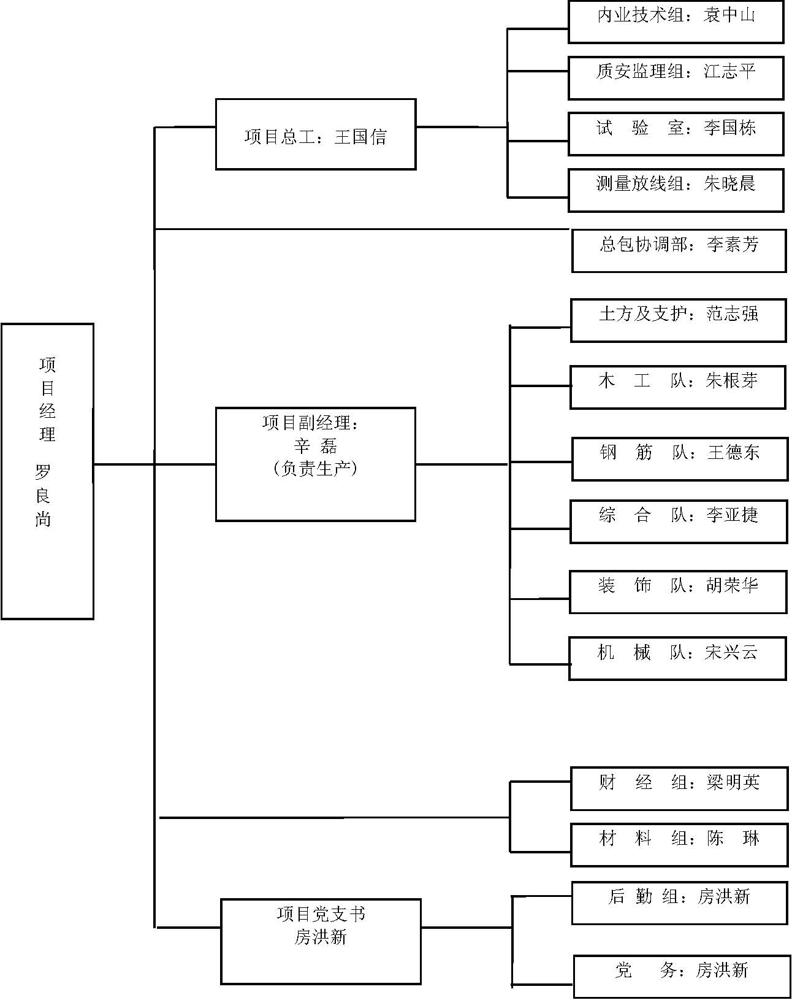 内业技术组：袁中山
质安监理组：江志平
项目总工：王国信
试 验 室：李国栋
测量放线组：朱晓晨
总包协调部：李素芳
土方及支护：范志强
项
目
经
理
罗
良
尚
木 工 队：朱根芽
项目副经理：
辛 磊
(负责生产)
钢 筋 队：王德东
综 合 队：李亚捷
装 饰 队：胡荣华
机 械 队：宋兴云
财 经 组：梁明英
材 料 组：陈 琳
项目党支书
房洪新
后 勤 组：房洪新
党 务：房洪新